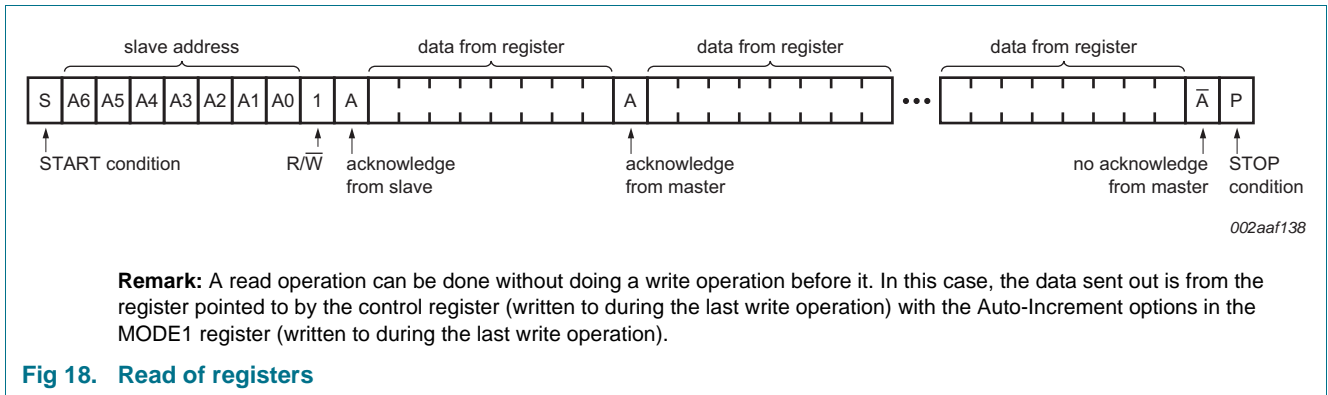 slave address data from register data from register data from register
S A6 A5 A4 A3 A2 A1 A0 1 A A A̅ P
START condition R/W̅ acknowledge from slave acknowledge from master no acknowledge from master STOP condition
002aaf138
Remark: A read operation can be done without doing a write operation before it. In this case, the data sent out is from the
register pointed to by the control register (written to during the last write operation) with the Auto-Increment options in the
MODE1 register (written to during the last write operation).
Fig 18. Read of registers